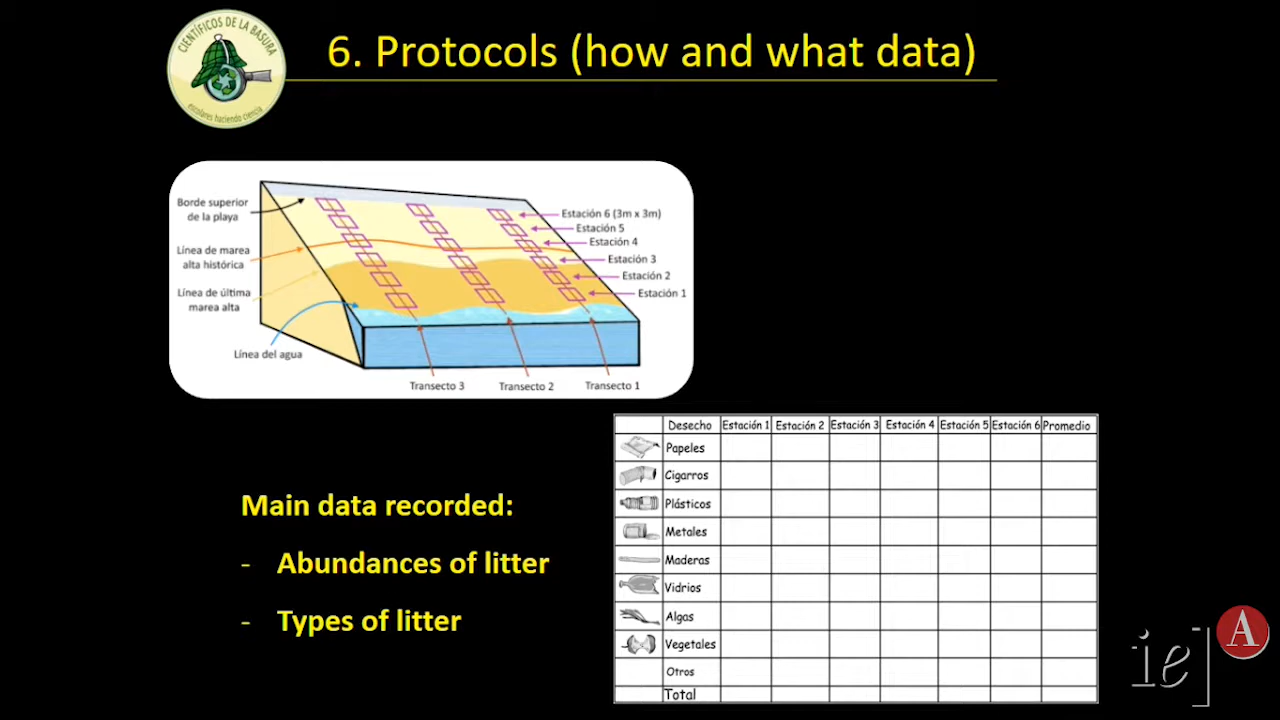 CIENTÍFICOS DE LA BASURA
escolares haciendo ciencia
6. Protocols (how and what data)
Borde superior
de la playa
Línea de marea
alta histórica
Línea de última
marea alta
Línea del agua
Estación 6 (3m x 3m)
Estación 5
Estación 4
Estación 3
Estación 2
Estación 1
Transecto 3 Transecto 2 Transecto 1
Main data recorded:
- Abundances of litter
- Types of litter
Desecho Estación 1 Estación 2 Estación 3 Estación 4 Estación 5 Estación 6 Promedio
Papeles
Cigarros
Plásticos
Metales
Maderas
Vidrios
Algas
Vegetales
Otros
Total
ie] A